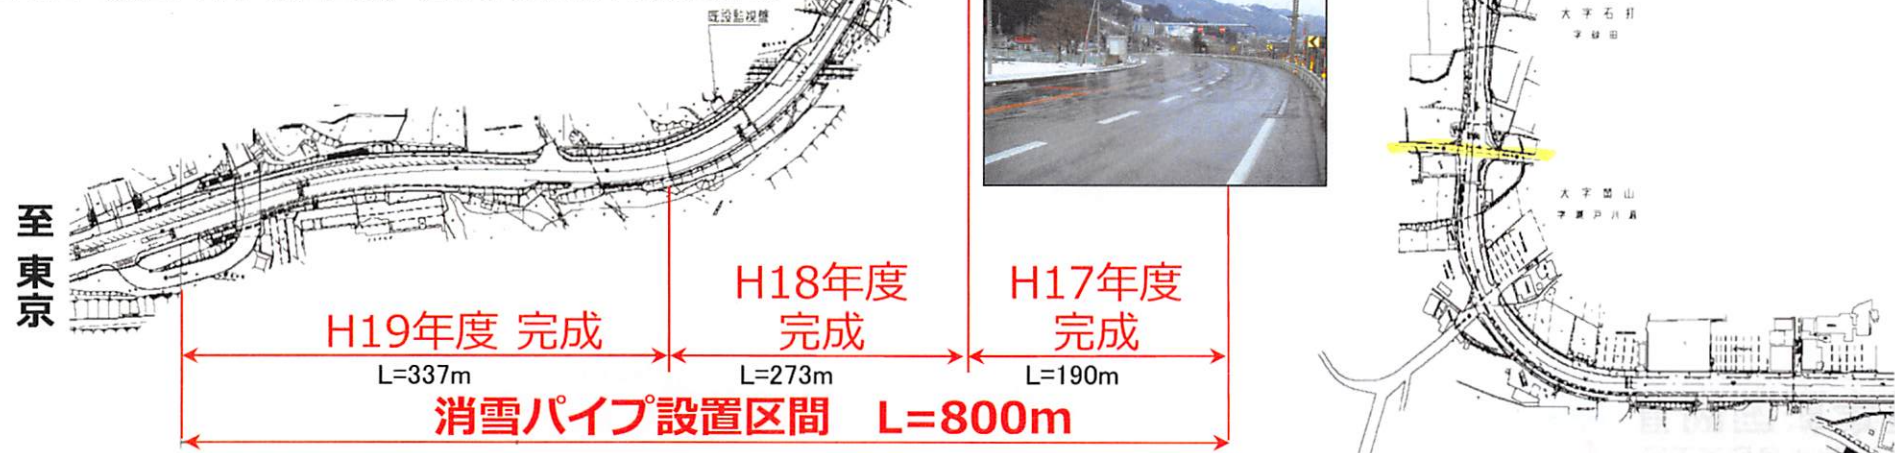 既設監視盤
大字石打
大字苗山
至 東京
H19年度 完成
L=337m
H18年度
完成
L=273m
H17年度
完成
L=190m
消雪パイプ設置区間 L=800m